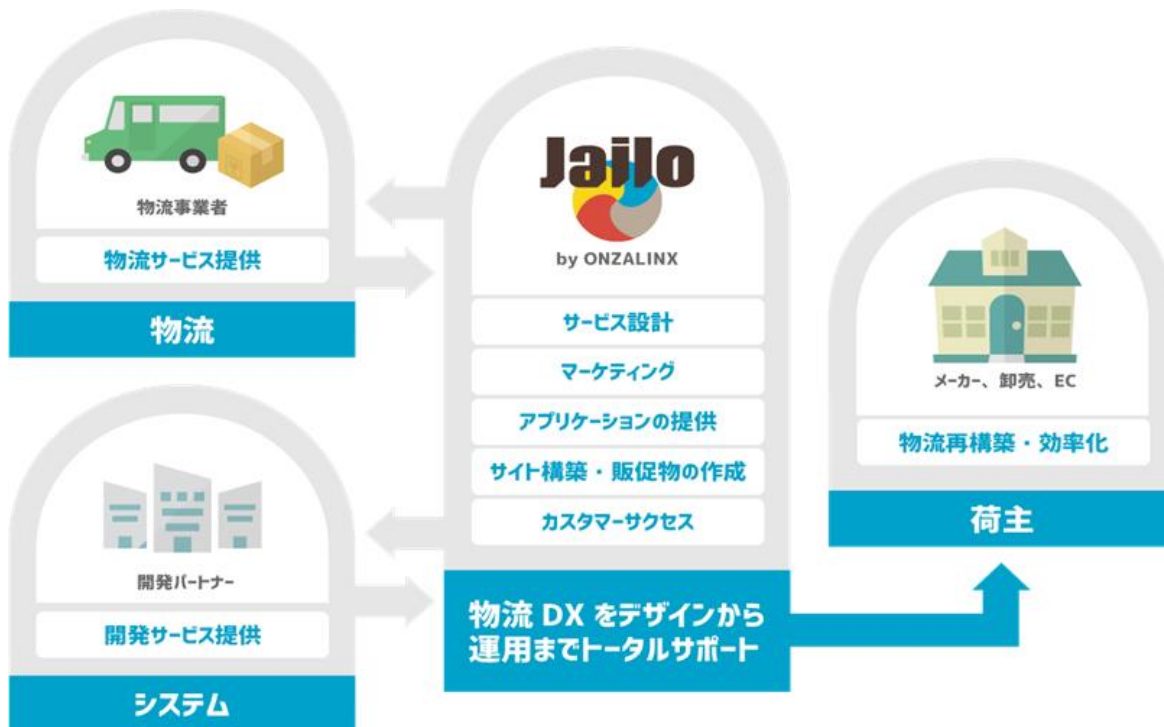 物流事業者
物流サービス提供
物流
開発パートナー
開発サービス提供
システム
Jailo
by ONZALINX
サービス設計
マーケティング
アプリケーションの提供
サイト構築・販促物の作成
カスタマーサクセス
物流 DX をデザインから
運用までトータルサポート
メーカー、卸売、EC
物流再構築・効率化
荷主